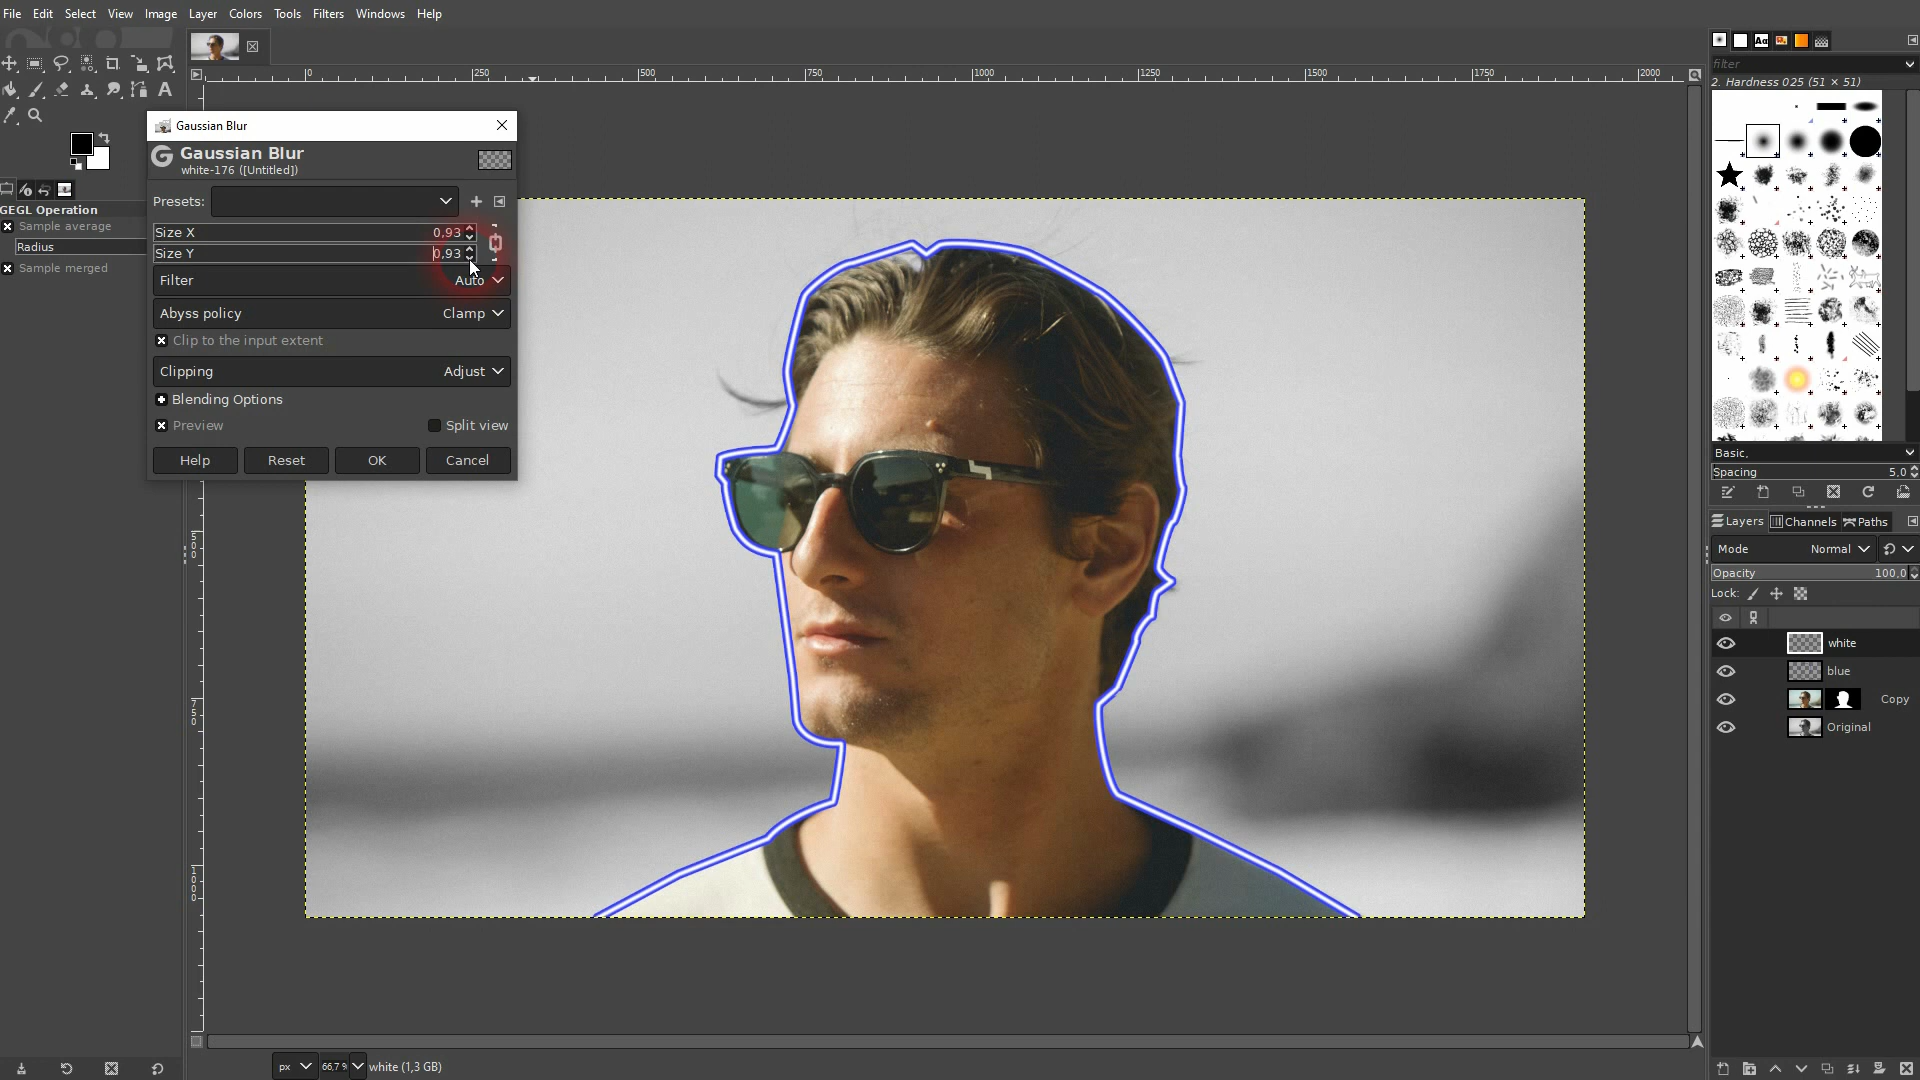 File Edit Select View Image Layer Colors Tools Filters Windows Help
0 250 500 750 1000 1250 1500 1750 2000
filter
2. Hardness 025 (51 × 51)
Gaussian Blur
Gaussian Blur
white-176 ([Untitled])
Presets:
Size X 0,93
Size Y 0,93
Filter Auto
Abyss policy Clamp
Clip to the input extent
Clipping Adjust
Blending Options
Preview Split view
Help Reset OK Cancel
GEGL Operation
Sample average
Radius
Sample merged
500
750
1000
Basic,
Spacing 5,0
Layers Channels Paths
Mode Normal
Opacity 100,0
Lock:
white
blue
Copy
Original
px 66,7 % white (1,3 GB)